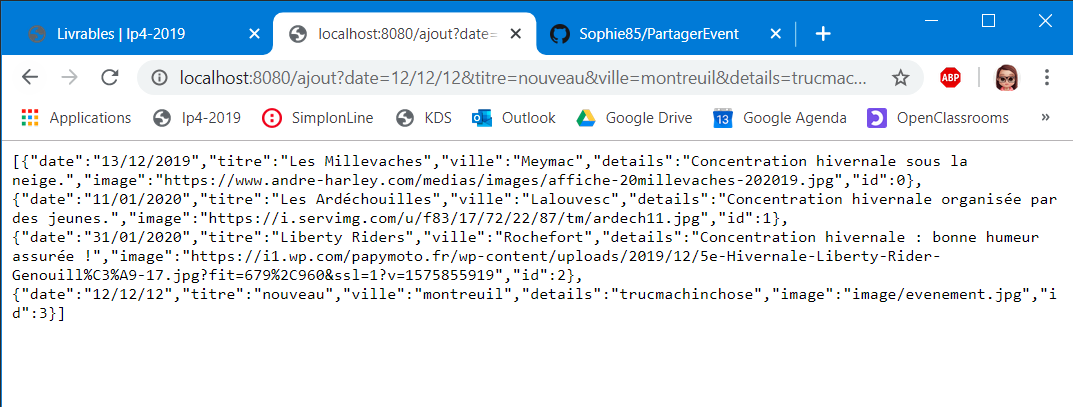 Livrables | Ip4-2019
localhost:8080/ajout?date=
Sophie85/PartagerEvent
localhost:8080/ajout?date=12/12/12&titre=nouveau&ville=montreuil&details=trucmac...
ABP
Applications
Ip4-2019
SimplonLine
KDS
Outlook
Google Drive
13
Google Agenda
OpenClassrooms
»
[{"date":"13/12/2019","titre":"Les Millevaches","ville":"Meymac","details":"Concentration hivernale sous la
neige.","image":"https://www.andre-harley.com/medias/images/affiche-20millevaches-202019.jpg","id":0},
{"date":"11/01/2020","titre":"Les Ardéchouilles","ville":"Lalouvesc","details":"Concentration hivernale organisée par
des jeunes.","image":"https://i.servimg.com/u/f83/17/72/22/87/tm/ardech11.jpg","id":1},
{"date":"31/01/2020","titre":"Liberty Riders","ville":"Rochefort","details":"Concentration hivernale : bonne humeur
assurée !","image":"https://i1.wp.com/papymoto.fr/wp-content/uploads/2019/12/5e-Hivernale-Liberty-Rider-
Genouill%C3%A9-17.jpg?fit=679%2C960&ssl=1?v=1575855919","id":2},
{"date":"12/12/12","titre":"nouveau","ville":"montreuil","details":"trucmachinchose","image":"image/evenement.jpg","i
d":3}]